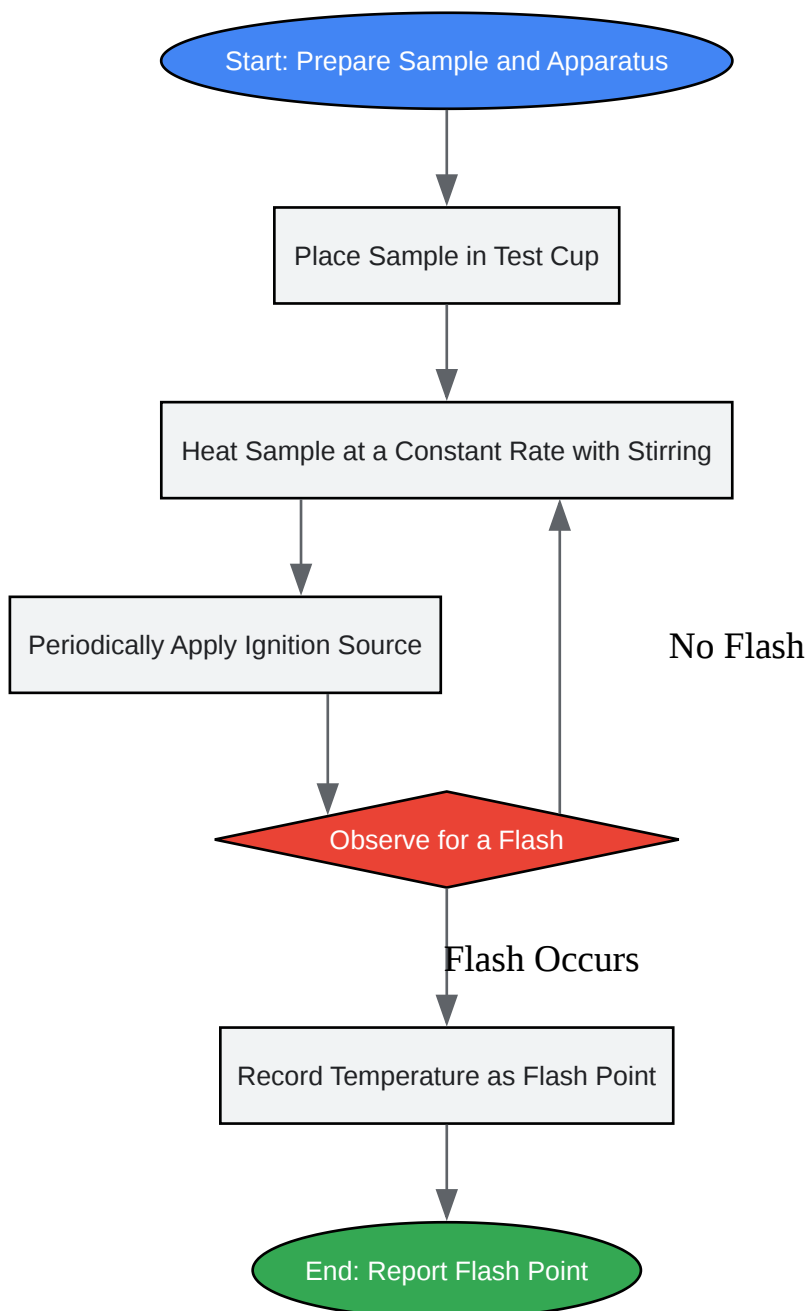 Start: Prepare Sample and Apparatus
Place Sample in Test Cup
Heat Sample at a Constant Rate with Stirring
Periodically Apply Ignition Source
No Flash
Observe for a Flash
Flash Occurs
Record Temperature as Flash Point
End: Report Flash Point